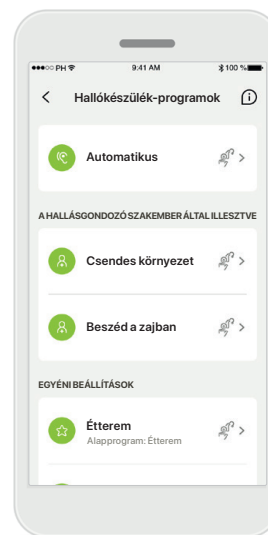 PH 9:41 AM 100 %
Hallókészülék-programok
Automatikus
A HALLÁSGONDOZÓ SZAKEMBER ÁLTAL ILLESZTVE
Csendes környezet
Beszéd a zajban
EGYÉNI BEÁLLÍTÁSOK
Étterem
Alapprogram: Étterem